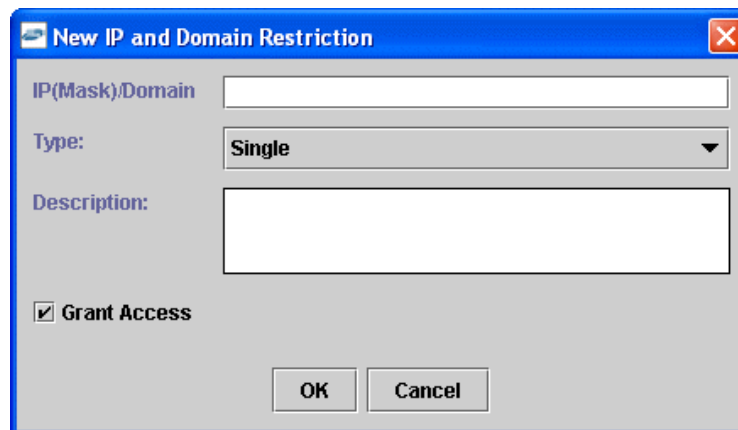 New IP and Domain Restriction
IP(Mask)/Domain
Type:
Single
Description:
Grant Access
OK Cancel